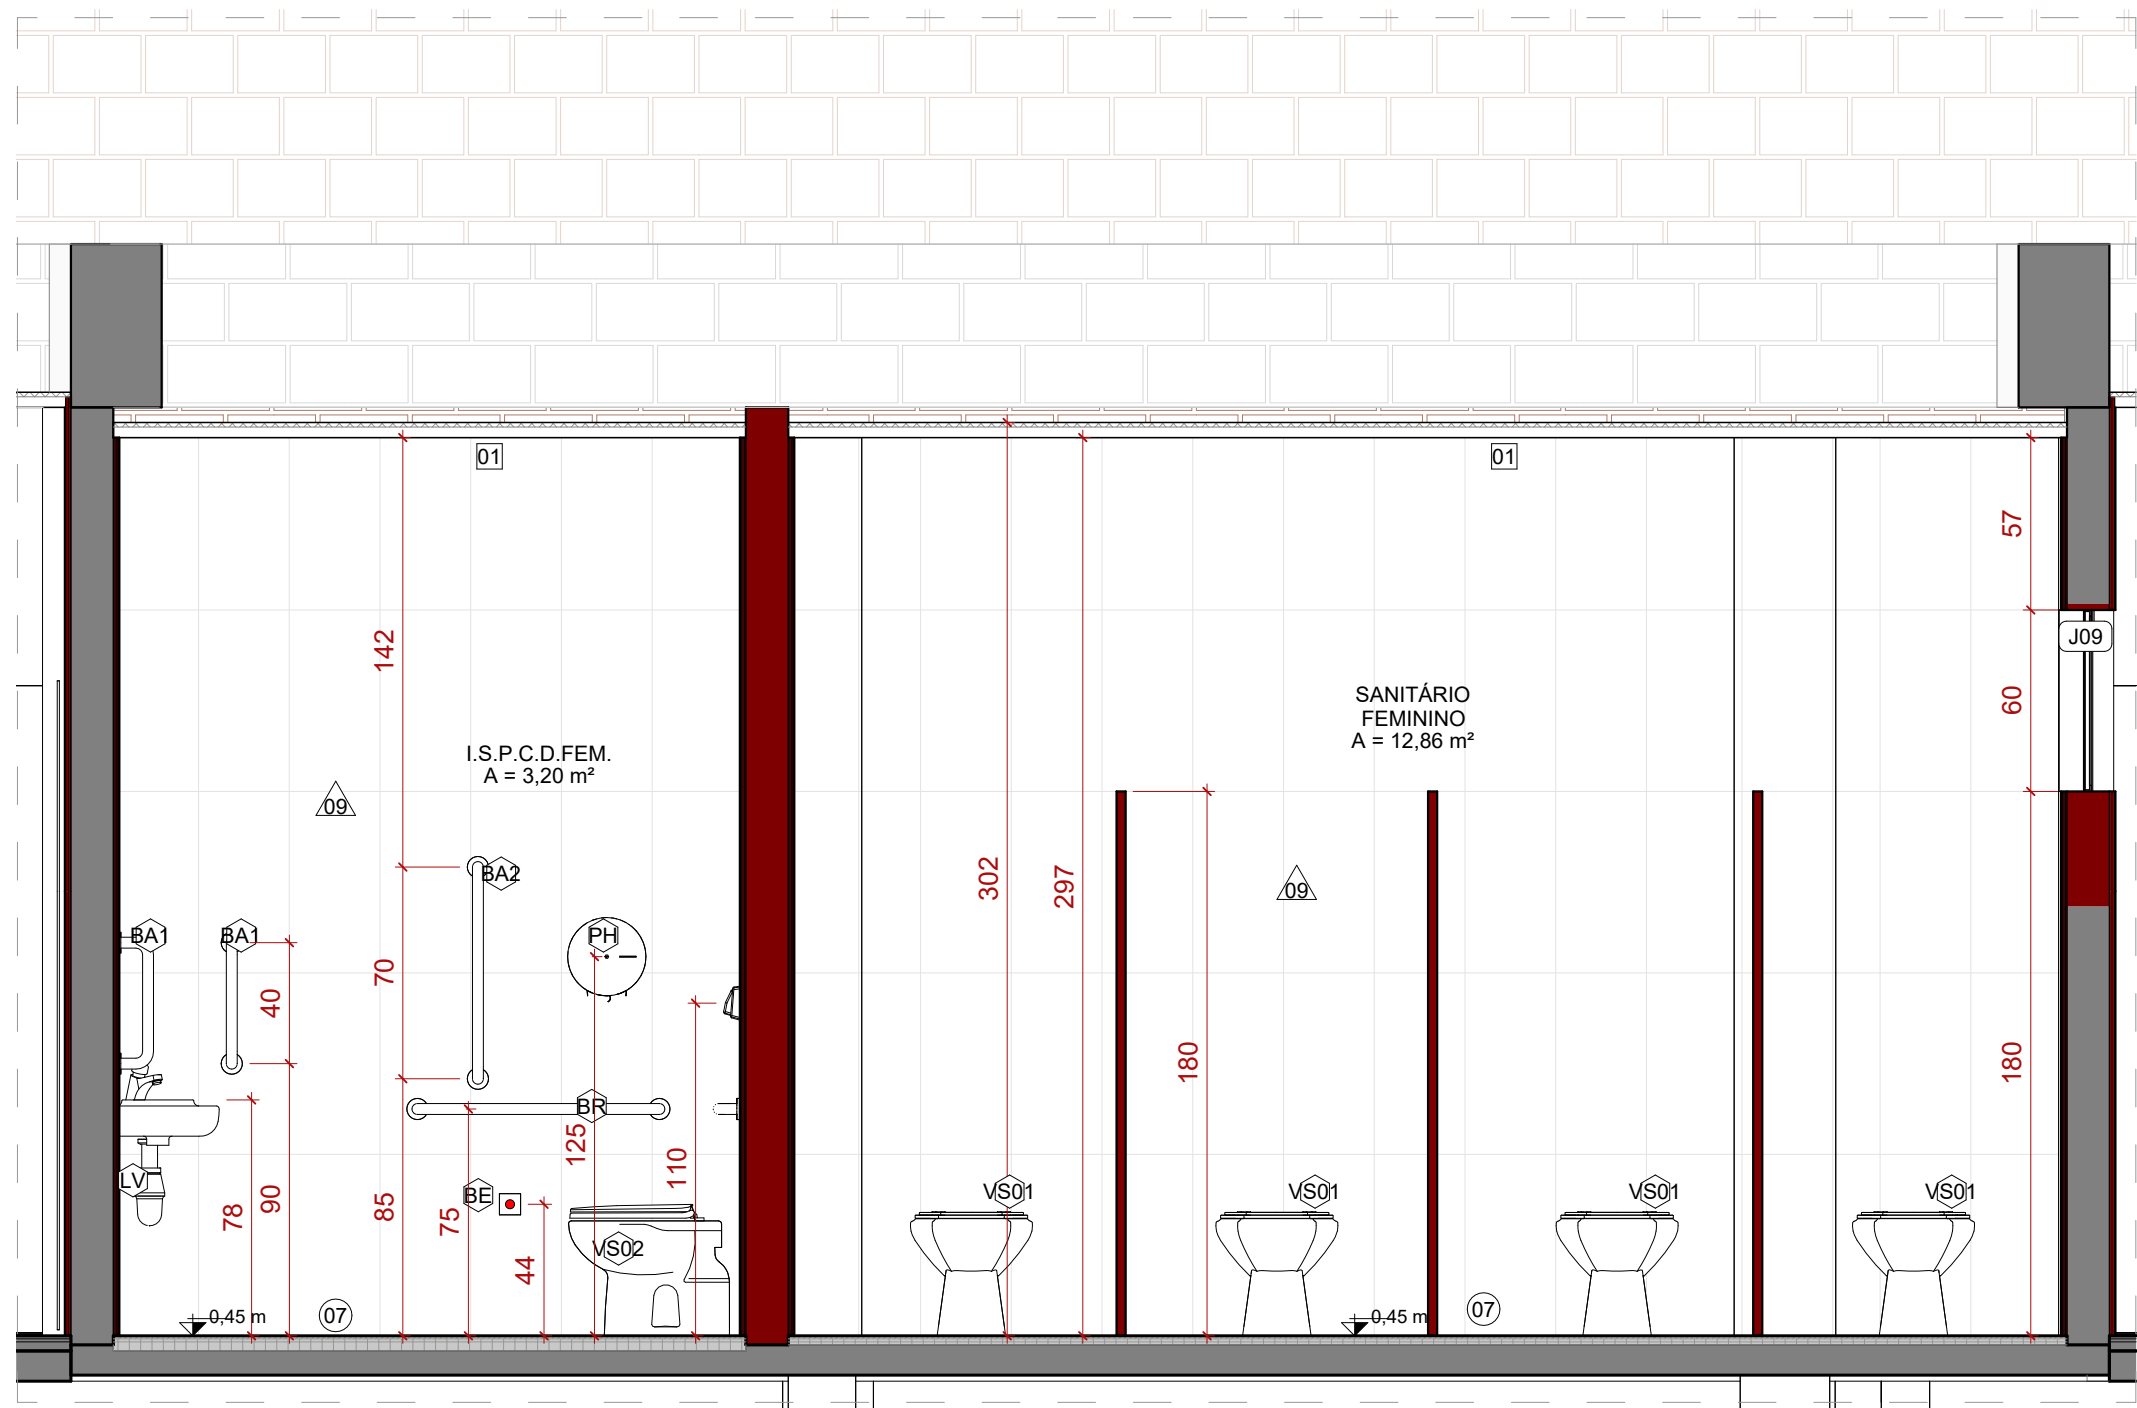 01
01
57
J09
142
60
SANITÁRIO
FEMININO
A = 12,86 m²
I.S.P.C.D.FEM.
A = 3,20 m²
09
09
BA2
302
297
BA1
BA1
PH
70
40
180
180
BR
125
110
LV
BE
78
90
85
75
44
VS02
VS01
VS01
VS01
VS01
0,45 m
07
0,45 m
07